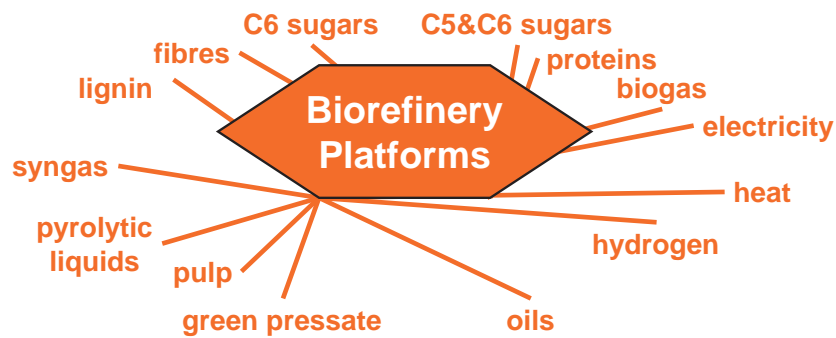 C6 sugars
C5&C6 sugars
fibres
proteins
lignin
biogas
Biorefinery
Platforms
electricity
syngas
heat
pyrolytic
liquids
hydrogen
pulp
green pressate
oils